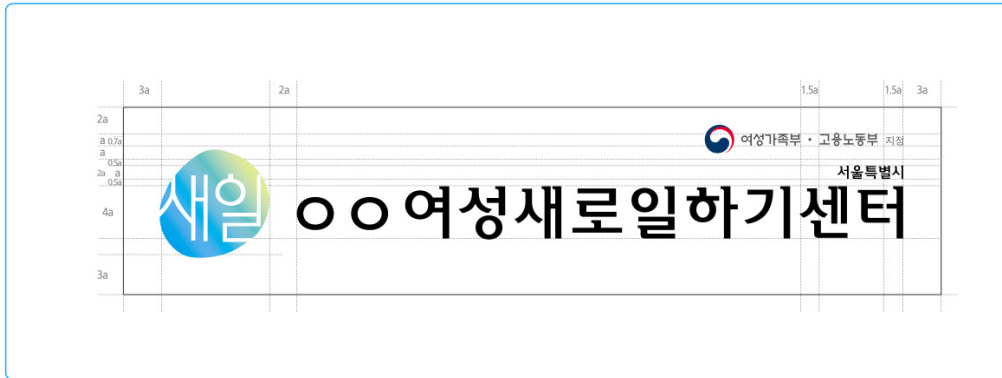 3a 2a 1.5a 1.5a 3a
2a
여성가족부 · 고용노동부 지정
a 0.7a
a
0.5a
서울특별시
2a a
0.5a
새일 ㅇㅇ여성새로일하기센터
4a
3a